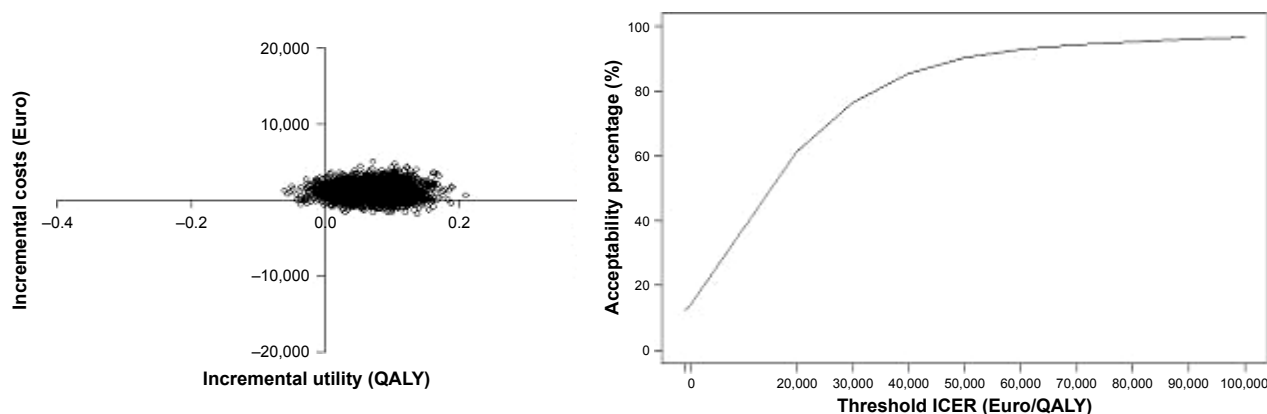 20,000
10,000
–0.4
–0.2
0.0
0.2
–10,000
–20,000
Incremental costs (Euro)
Incremental utility (QALY)
100
80
60
40
20
0
Acceptability percentage (%)
0 20,000 30,000 40,000 50,000 60,000 70,000 80,000 90,000 100,000
Threshold ICER (Euro/QALY)